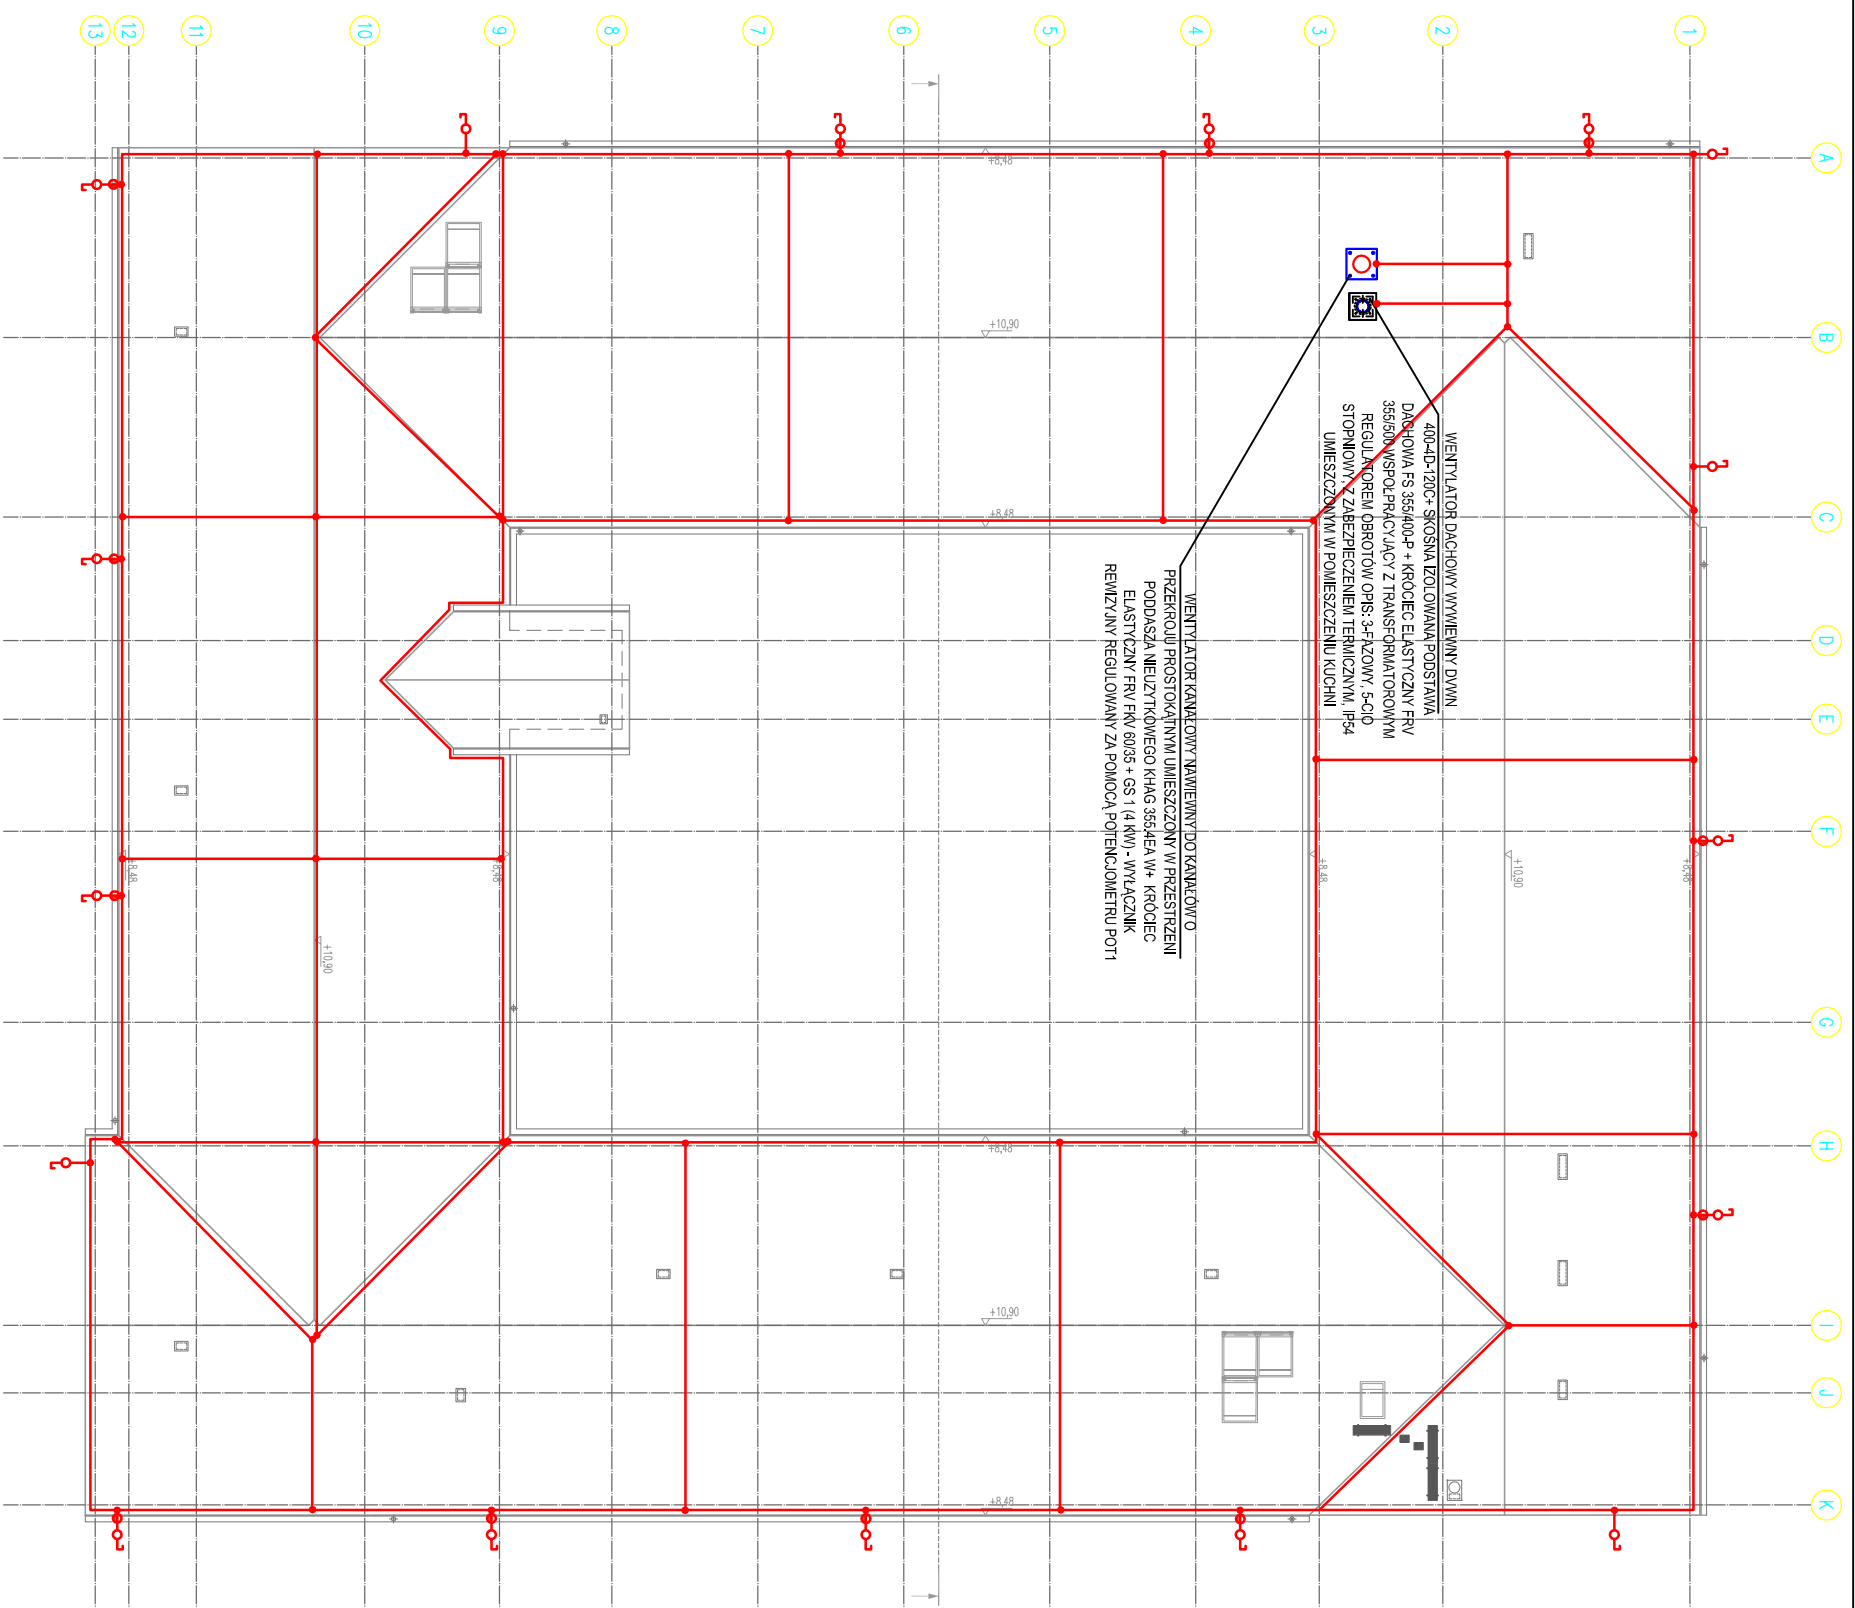 13
12
11
10
9
8
7
6
5
4
3
2
1
A
B
C
D
E
F
G
H
I
J
K
+8,48
+10,90
+8,48
WENTYLATOR DACHOWY WYWIEWNY DVWN
400-4D-120C+ SKOŚNA IZOLOWANA PODSTAWA
DACHOWA FS 355/400-P + KRÓCIEC ELASTYCZNY FRV
355/500 WSPÓŁPRACYJĄCY Z TRANSFORMATOROWYM
REGULATOREM OBROTÓW OPIS: 3-FAZOWY, 5-CIO
STOPNIOWY, Z ZABEZPIECZENIEM TERMICZNYM, IP54
UMIESZCZONYM W POMIESZCZENIU KUCHNI
WENTYLATOR KANAŁOWY NAWIEWNY DO KANAŁÓW O
PRZEKROJU PROSTOKĄTNYM UMIESZCZONY W PRZESTRZENI
PODDASZA NIEUŻYTKOWEGO KHAG 355.4EA W+ KRÓCIEC
ELASTYCZNY FRV FKV 60/35 + GS 1 (4 KW) - WYŁĄCZNIK
REWIZYJNY REGULOWANY ZA POMOCĄ POTENCJOMETRU POT1
+8,48
+8,48
+8,48
+10,90
+8,48
+10,90
+8,48
+10,90
+8,48